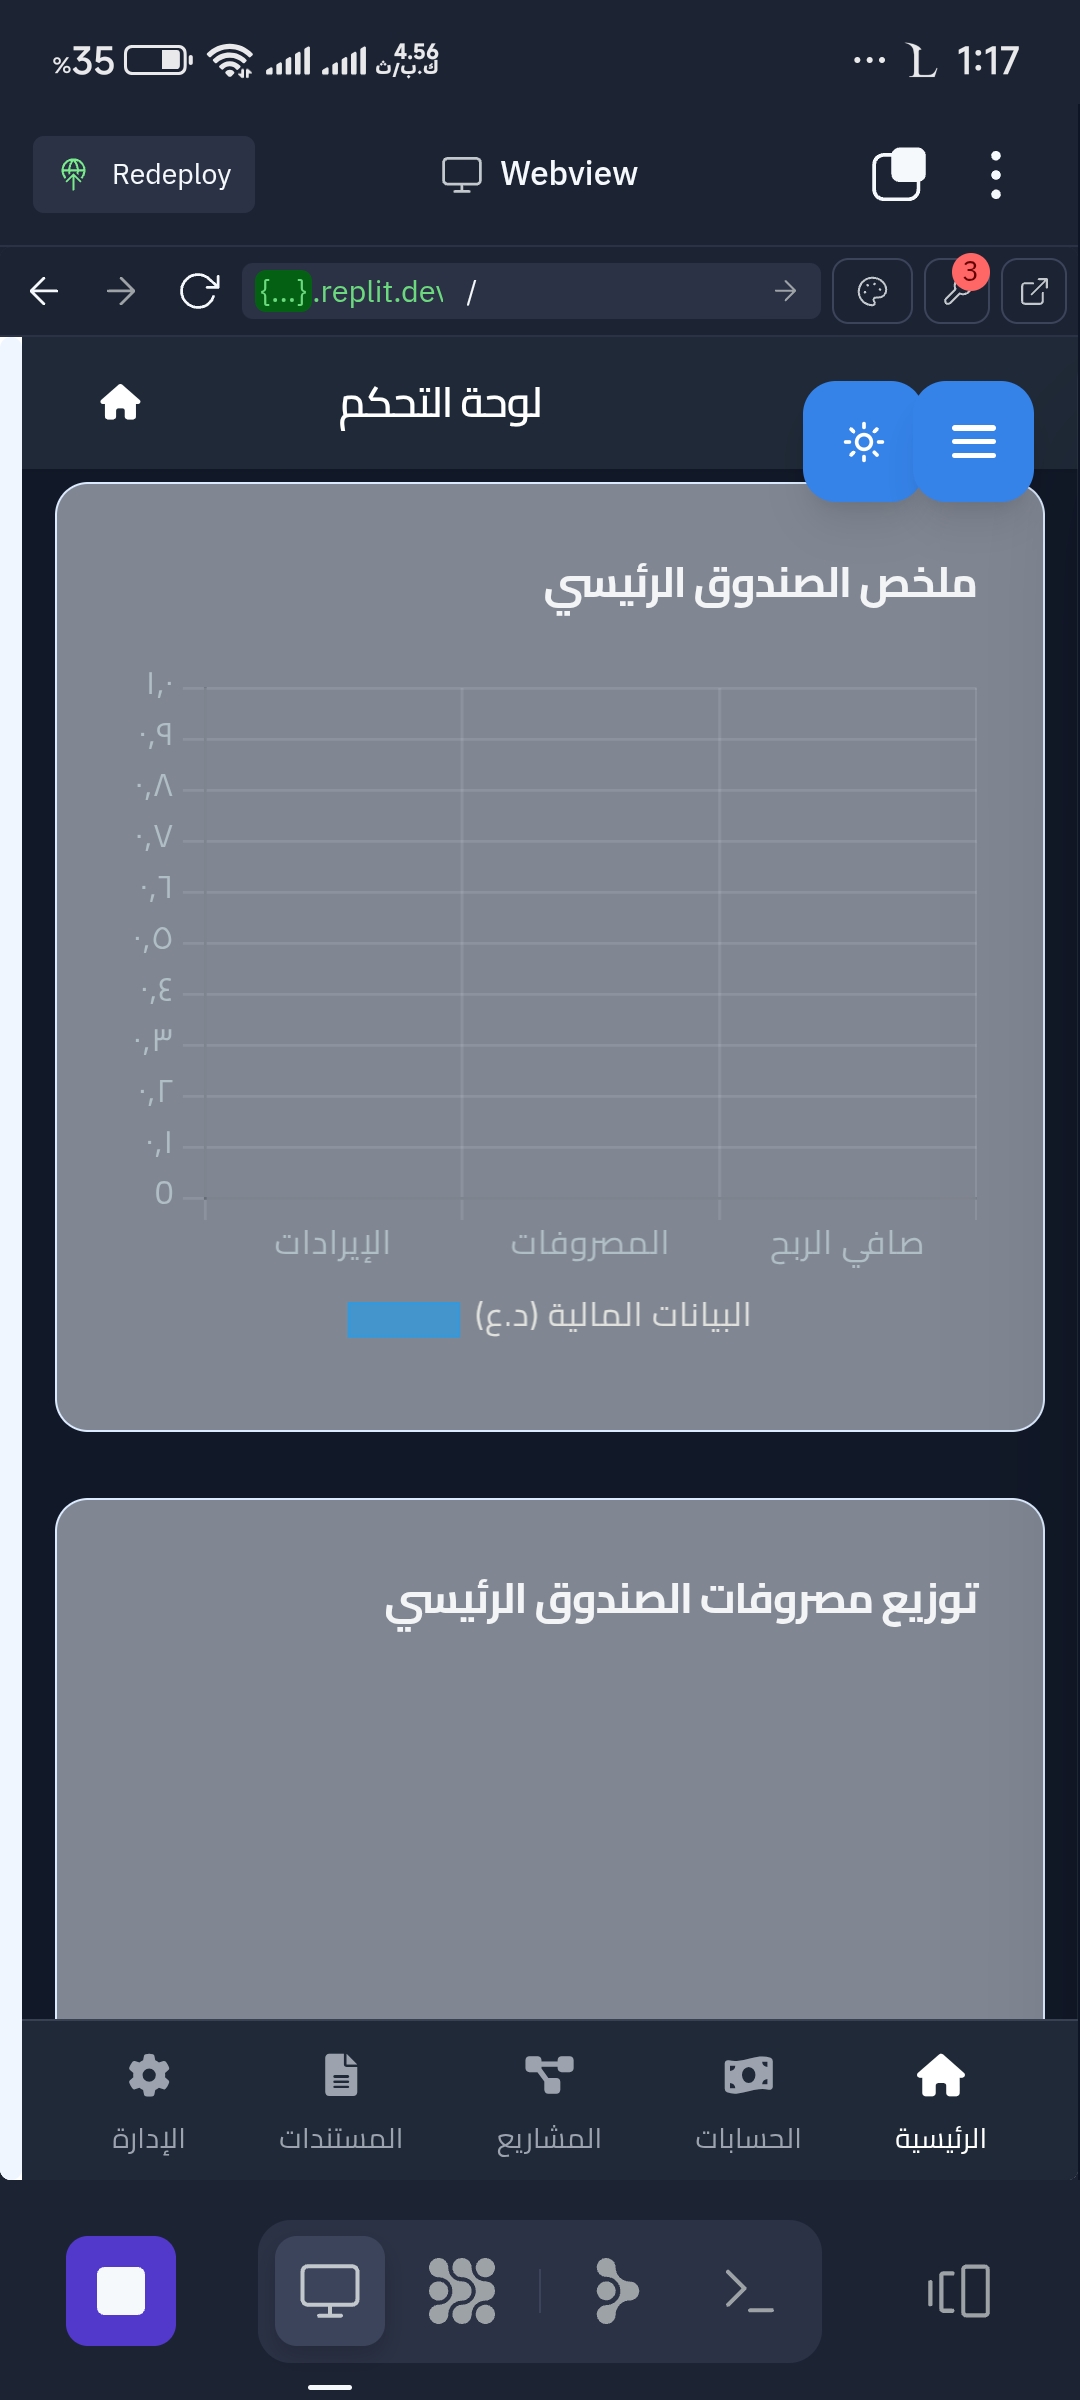 %35 4.56 ك.ب/ث ... L 1:17
Redeploy Webview
{...}.replit.dev / 3
لوحة التحكم
ملخص الصندوق الرئيسي
١,٠
٠,٩
٠,٨
٠,٧
٠,٦
٠,٥
٠,٤
٠,٣
٠,٢
٠,١
0
صافي الربح المصروفات الإيرادات
البيانات المالية (د.ع)
توزيع مصروفات الصندوق الرئيسي
الرئيسية الحسابات المشاريع المستندات الإدارة